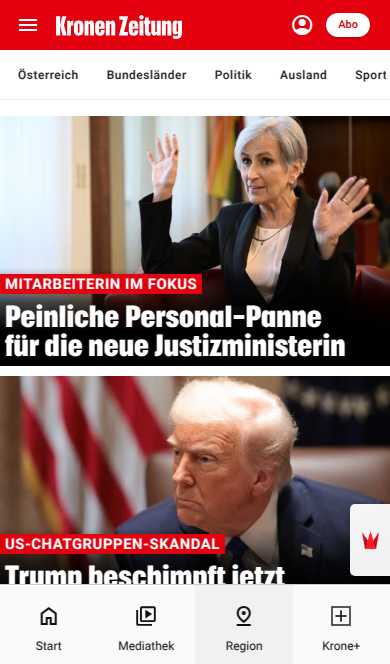 Kronen Zeitung
Abo
Österreich Bundesländer Politik Ausland Sport
MITARBEITERIN IM FOKUS
Peinliche Personal-Panne
für die neue Justizministerin
US-CHATGRUPPEN-SKANDAL
Trump beschimpft jetzt
Start Mediathek Region Krone+